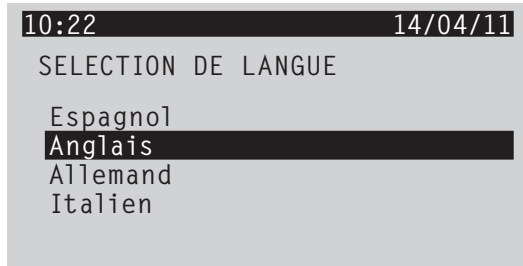 10:22 14/04/11
SELECTION DE LANGUE
Espagnol
Anglais
Allemand
Italien